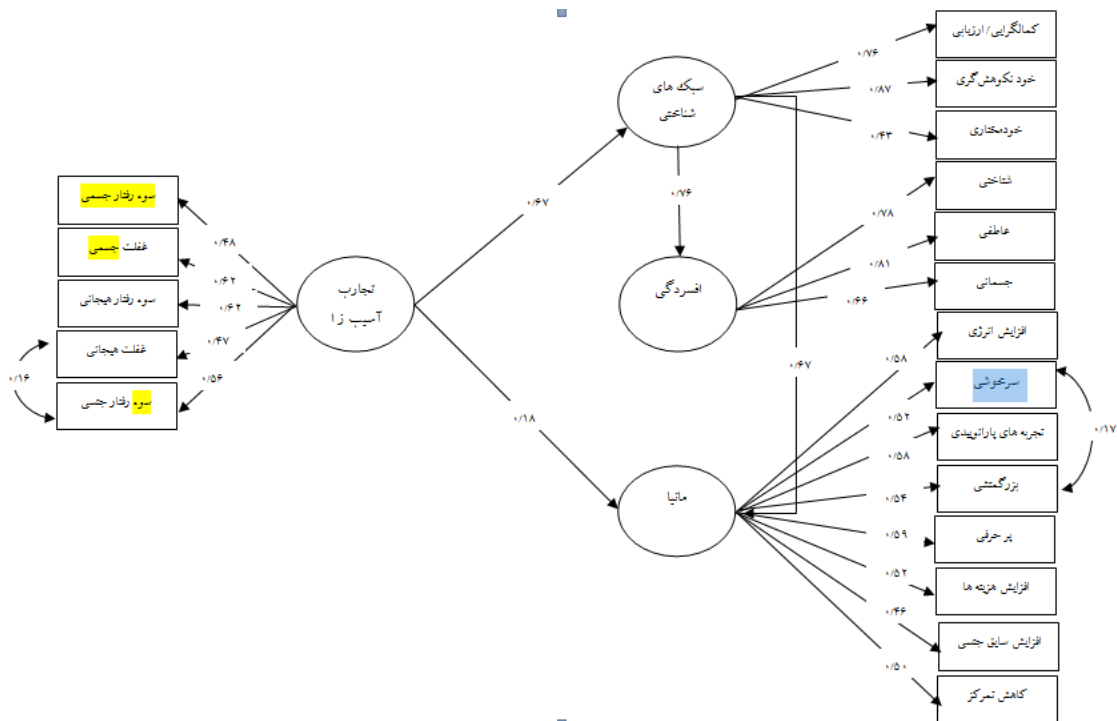 کمالگرایی/ ارزیابی
۰/۷۶
سبک های
شناختی
خود نکوهش‌گری
۰/۸۷
خودمختاری
۰/۴۳
شناختی
۰/۷۸
عاطفی
۰/۸۱
جسمانی
۰/۶۶
۰/۷۶
۰/۶۷
افسردگی
۰/۶۷
سوء رفتار جسمی
۰/۴۸
غفلت جسمی
۰/۶۲
سوء رفتار هیجانی
۰/۶۲
غفلت هیجانی
۰/۴۷
سوء رفتار جنسی
۰/۵۶
۰/۱۶
تجارب
آسیب ز ا
۰/۱۸
افزایش انرژی
۰/۵۸
سرخوشی
۰/۵۲
تجربه های پارانوییدی
۰/۵۸
۰/۱۷
بزرگمنشی
۰/۵۴
مانیا
پر حرفی
۰/۵۹
افزایش هزینه ها
۰/۵۲
افزایش سایق جنسی
۰/۴۶
کاهش تمرکز
۰/۵۰